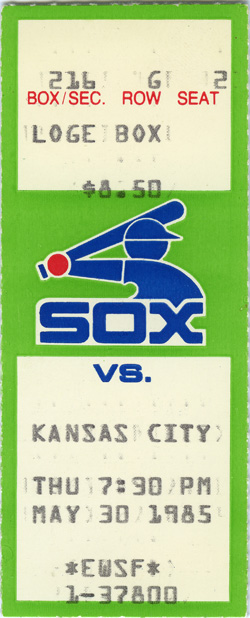 216 G 2
BOX/SEC. ROW SEAT
LOGE BOX
$8.50
SOX
VS.
KANSAS CITY
THU 7:30 PM
MAY 30 1985
*EWSF*
1-37800